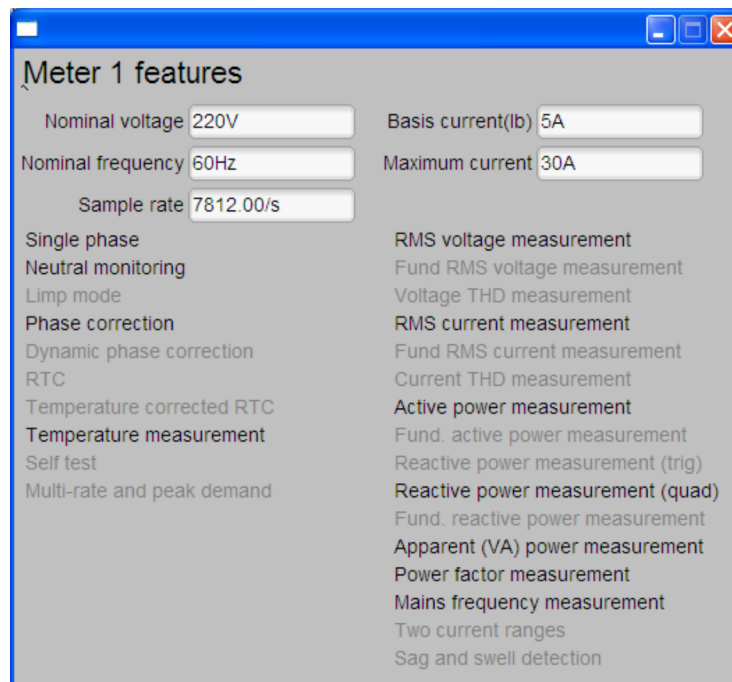 Meter 1 features
Nominal voltage 220V Basis current(Ib) 5A
Nominal frequency 60Hz Maximum current 30A
Sample rate 7812.00/s
Single phase RMS voltage measurement
Neutral monitoring Fund RMS voltage measurement
Limp mode Voltage THD measurement
Phase correction RMS current measurement
Dynamic phase correction Fund RMS current measurement
RTC Current THD measurement
Temperature corrected RTC Active power measurement
Temperature measurement Fund. active power measurement
Self test Reactive power measurement (trig)
Multi-rate and peak demand Reactive power measurement (quad)
Fund. reactive power measurement
Apparent (VA) power measurement
Power factor measurement
Mains frequency measurement
Two current ranges
Sag and swell detection